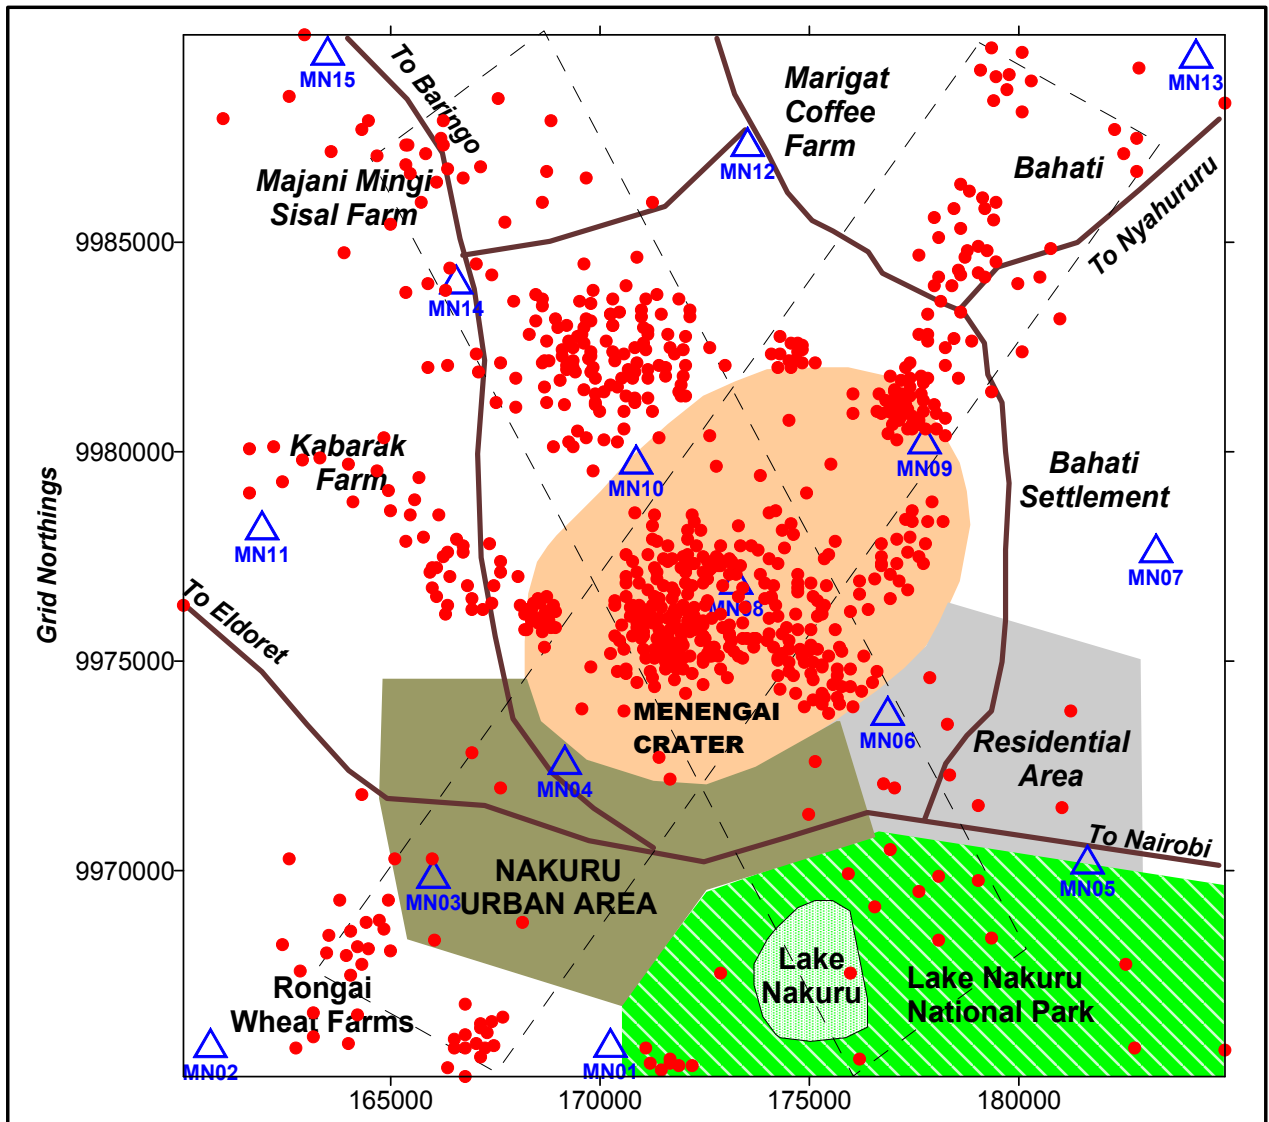 MN15
To Baringo
Marigat
Coffee
Farm
MN13
MN12
Bahati
Majani Mingi
Sisal Farm
To Nyahururu
9985000
MN14
9980000
Kabarak
Farm
MN10
MN09
Bahati
Settlement
MN11
MN07
Grid Northings
To Eldoret
MN08
9975000
MENENGAI
CRATER
MN06
Residential
Area
MN04
To Nairobi
9970000
NAKURU
URBAN AREA
MN03
MN05
Lake
Nakuru
Lake Nakuru
National Park
Rongai
Wheat Farms
MN02
MN01
165000
170000
175000
180000